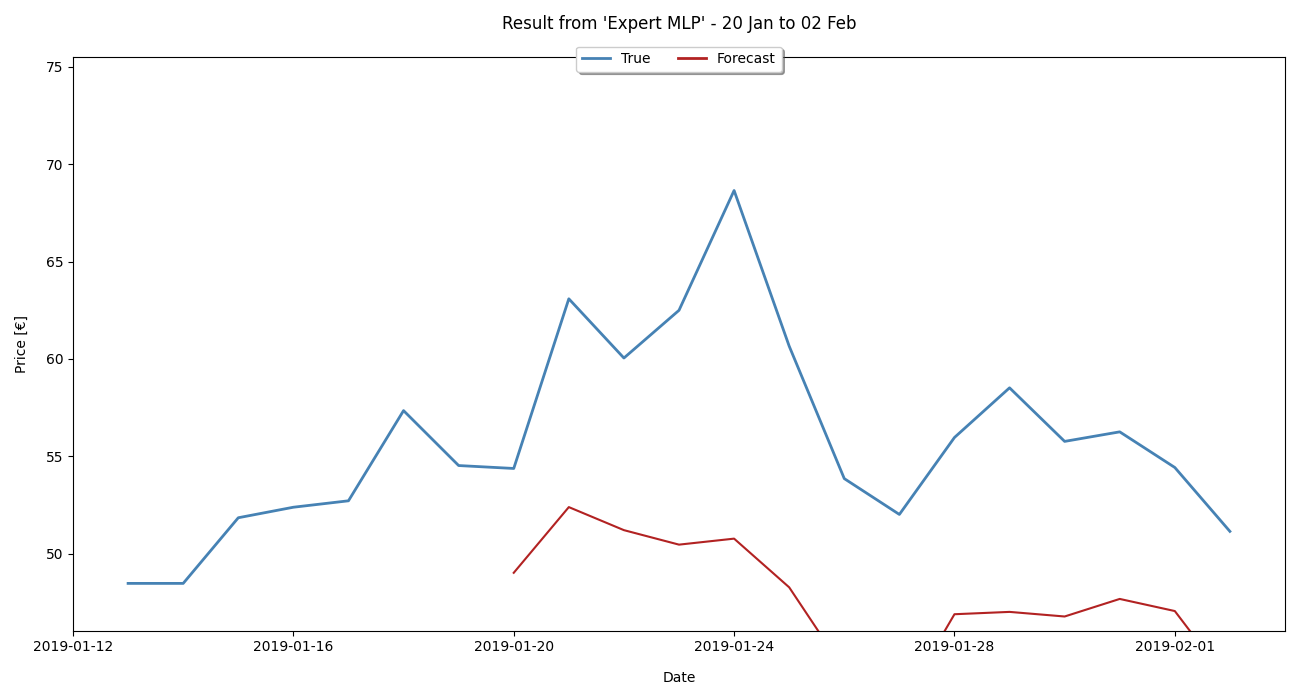 Result from 'Expert MLP' - 20 Jan to 02 Feb
True Forecast
75
70
65
60
55
50
Price [€]
2019-01-12 2019-01-16 2019-01-20 2019-01-24 2019-01-28 2019-02-01
Date